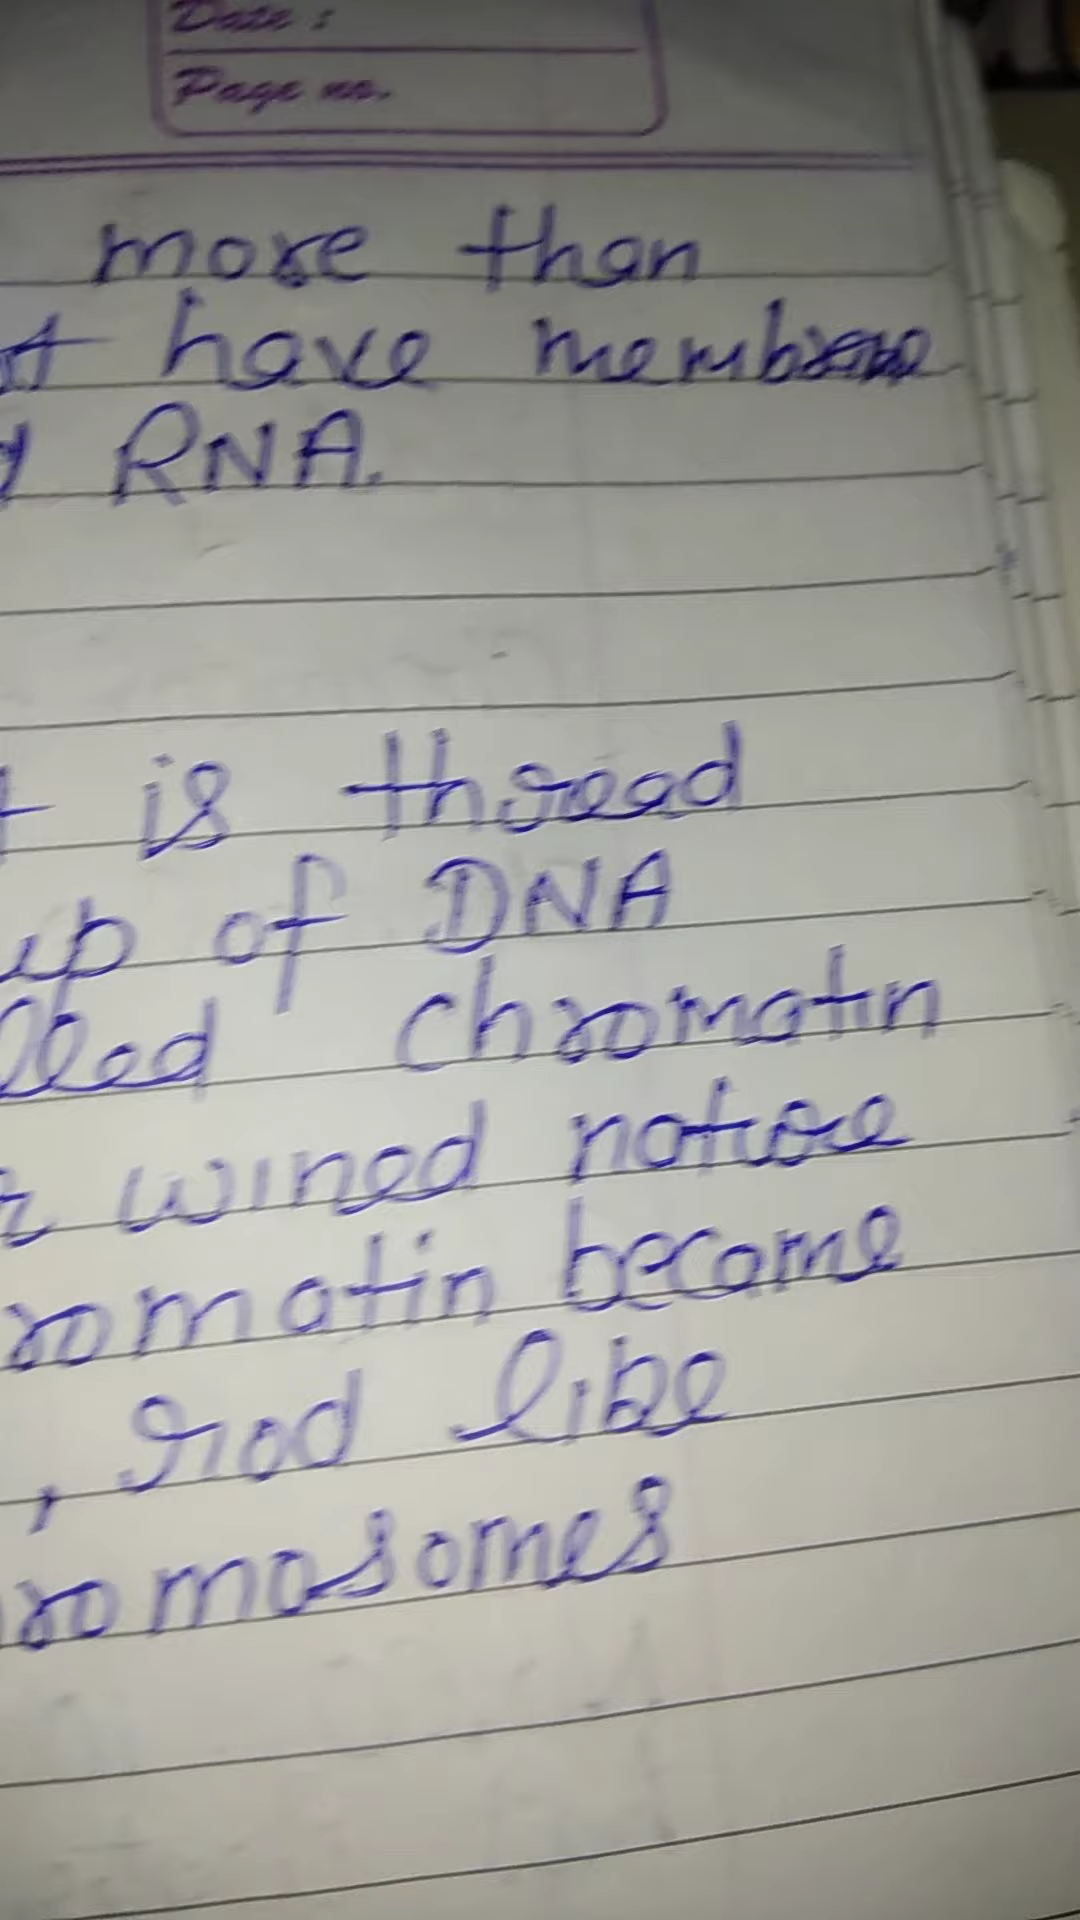 Date :
Page no.
more than
have membrane
RNA.
is thread
up of DNA
chromatin
wined notice
romatin become
, rod like
romosomes